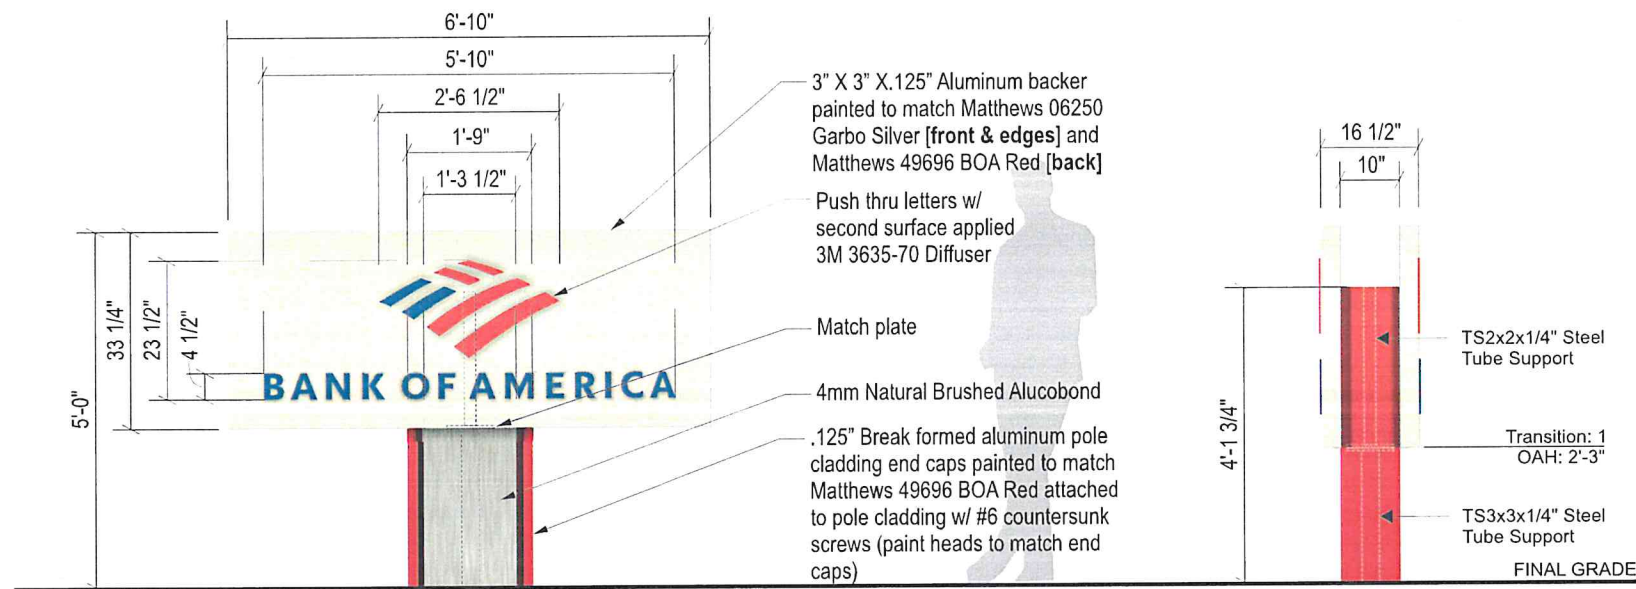 6'-10"
5'-10"
2'-6 1/2"
1'-9"
1'-3 1/2"
5'-0"
33 1/4"
23 1/2"
4 1/2"
BANK OF AMERICA
3" X 3" X.125" Aluminum backer
painted to match Matthews 06250
Garbo Silver [front & edges] and
Matthews 49696 BOA Red [back]
Push thru letters w/
second surface applied
3M 3635-70 Diffuser
Match plate
4mm Natural Brushed Alucobond
.125" Break formed aluminum pole
cladding end caps painted to match
Matthews 49696 BOA Red attached
to pole cladding w/ #6 countersunk
screws (paint heads to match end
caps)
16 1/2"
10"
4'-1 3/4"
TS2x2x1/4" Steel
Tube Support
Transition: 1
OAH: 2'-3"
TS3x3x1/4" Steel
Tube Support
FINAL GRADE